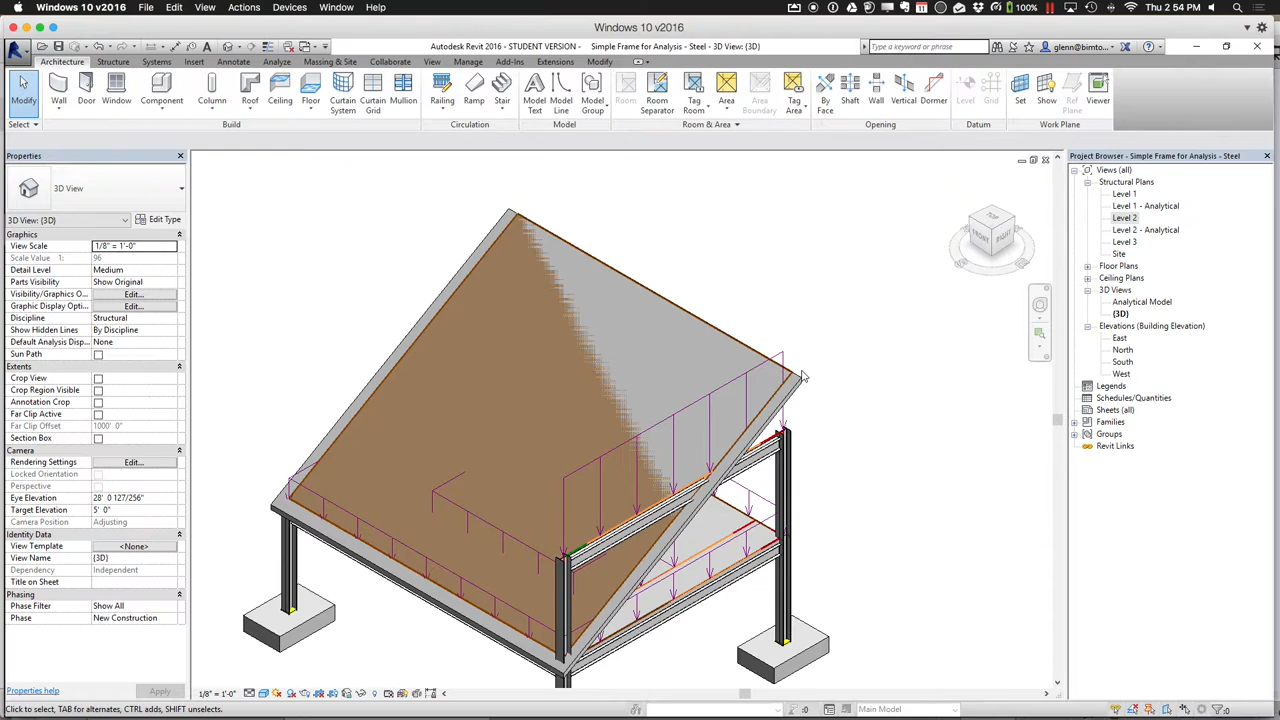 Windows 10 v2016 File Edit View Actions Devices Window Help 11 100% Thu 2:54 PM
Windows 10 v2016
Autodesk Revit 2016 - STUDENT VERSION - Simple Frame for Analysis - Steel - 3D View: {3D} Type a keyword or phrase glenn@bimto...
Architecture Structure Systems Insert Annotate Analyze Massing & Site Collaborate View Manage Add-Ins Extensions Modify
Modify Wall Door Window Component Column Roof Ceiling Floor Curtain System Curtain Grid Mullion Railing Ramp Stair Model Text Model Line Model Group Room Room Separator Tag Room Area Area Boundary Tag Area By Face Shaft Wall Vertical Dormer Level Grid Set Show Ref Plane Viewer
Select Build Circulation Model Room & Area Opening Datum Work Plane
Properties
3D View
3D View: {3D} Edit Type
Graphics
View Scale 1/8" = 1'-0"
Scale Value 1: 96
Detail Level Medium
Parts Visibility Show Original
Visibility/Graphics O... Edit...
Graphic Display Opti... Edit...
Discipline Structural
Show Hidden Lines By Discipline
Default Analysis Disp... None
Sun Path
Extents
Crop View
Crop Region Visible
Annotation Crop
Far Clip Active
Far Clip Offset 1000' 0"
Section Box
Camera
Rendering Settings Edit...
Locked Orientation
Perspective
Eye Elevation 28' 0 127/256"
Target Elevation 5' 0"
Camera Position Adjusting
Identity Data
View Template <None>
View Name {3D}
Dependency Independent
Title on Sheet
Phasing
Phase Filter Show All
Phase New Construction
Properties help Apply
TOP
FRONT RIGHT
Project Browser - Simple Frame for Analysis - Steel
Views (all)
Structural Plans
Level 1
Level 1 - Analytical
Level 2
Level 2 - Analytical
Level 3
Site
Floor Plans
Ceiling Plans
3D Views
Analytical Model
{3D}
Elevations (Building Elevation)
East
North
South
West
Legends
Schedules/Quantities
Sheets (all)
Families
Groups
Revit Links
1/8" = 1'-0"
Click to select, TAB for alternates, CTRL adds, SHIFT unselects. :0 Main Model :0